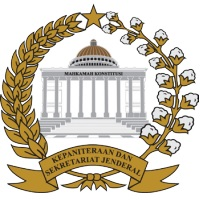 MAHKAMAH KONSTITUSI
KEPANITERAAN DAN
SEKRETARIAT JENDERAL